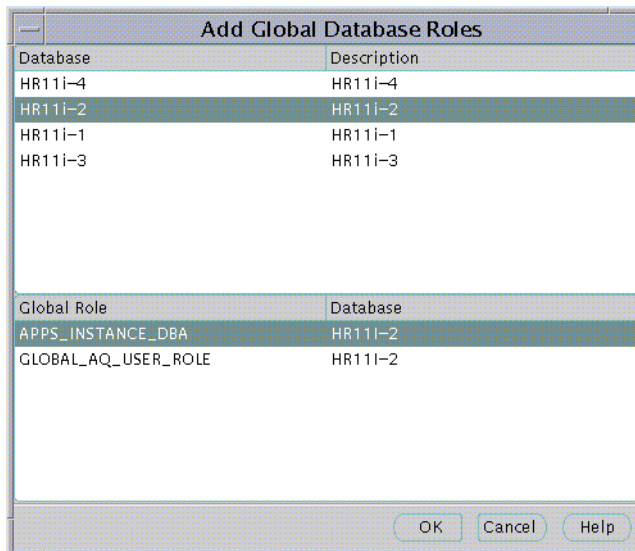 Add Global Database Roles
Database Description
HR11i-4 HR11i-4
HR11i-2 HR11i-2
HR11i-1 HR11i-1
HR11i-3 HR11i-3
Global Role Database
APPS_INSTANCE_DBA HR11I-2
GLOBAL_AQ_USER_ROLE HR11I-2
OK Cancel Help